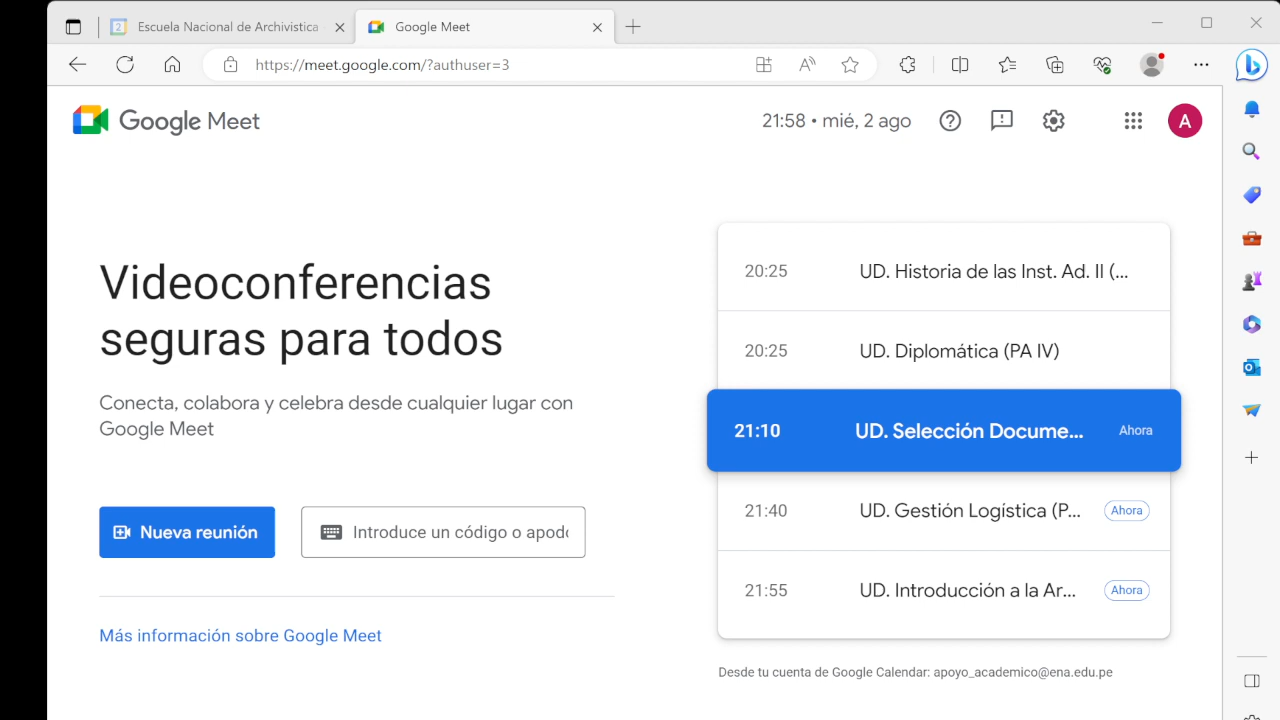 Escuela Nacional de Archivistica
Google Meet
https://meet.google.com/?authuser=3
Google Meet
21:58 • mié, 2 ago
A
Videoconferencias
seguras para todos
Conecta, colabora y celebra desde cualquier lugar con
Google Meet
Nueva reunión
Introduce un código o apodo
Más información sobre Google Meet
20:25 UD. Historia de las Inst. Ad. II (...
20:25 UD. Diplomática (PA IV)
21:10 UD. Selección Docume... Ahora
21:40 UD. Gestión Logística (P... Ahora
21:55 UD. Introducción a la Ar... Ahora
Desde tu cuenta de Google Calendar: apoyo_academico@ena.edu.pe